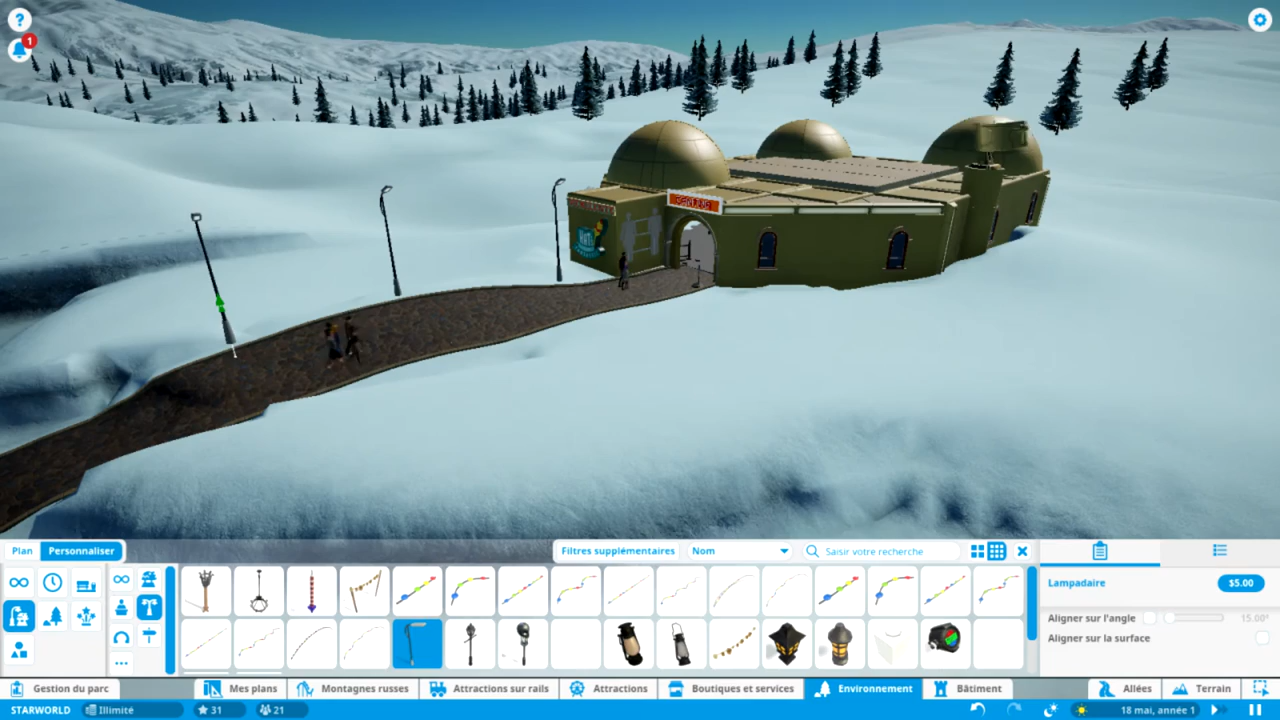 ?
1
CANTINA
Plan
Personnaliser
Filtres supplémentaires
Nom
Saisir votre recherche
Lampadaire
$5.00
Aligner sur l'angle
15.00°
Aligner sur la surface
Gestion du parc
Mes plans
Montagnes russes
Attractions sur rails
Attractions
Boutiques et services
Environnement
Bâtiment
Allées
Terrain
STARWORLD
Illimité
31
21
18 mai, année 1